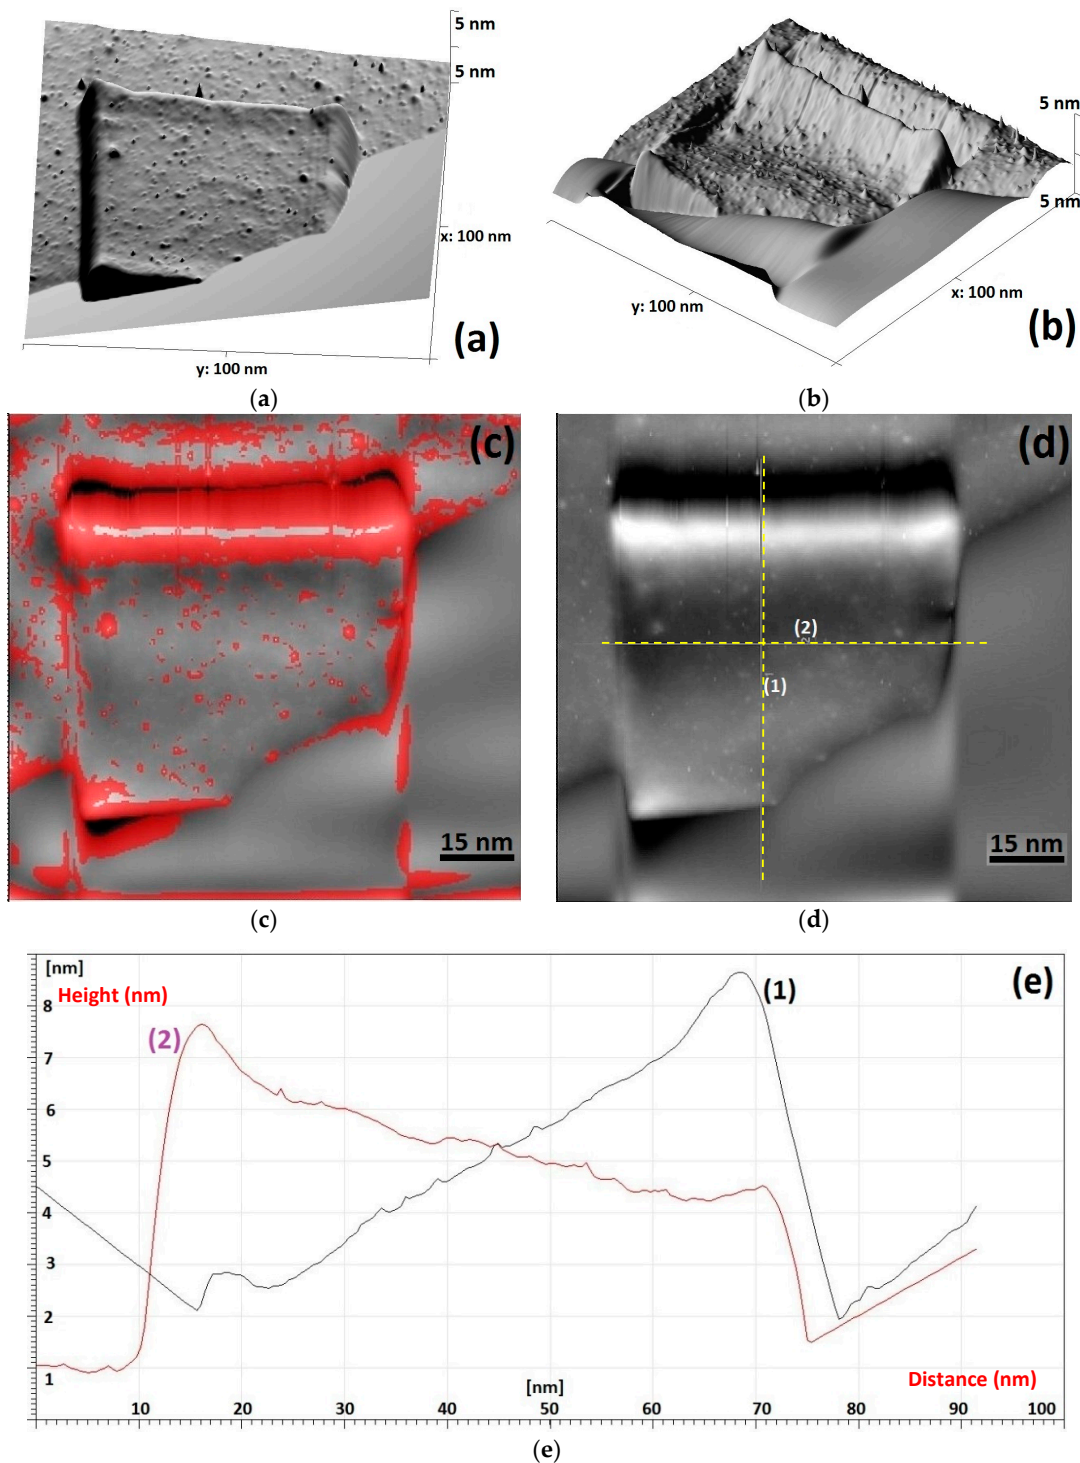 5 nm
5 nm
x: 100 nm
y: 100 nm
(a)
5 nm
5 nm
x: 100 nm
y: 100 nm
(b)
(a)
(b)
(c)
15 nm
(d)
(2)
(1)
15 nm
(c)
(d)
[nm]
Height (nm)
(2)
(1)
(e)
8
7
6
5
4
3
2
1
Distance (nm)
[nm]
10 20 30 40 50 60 70 80 90 100
(e)